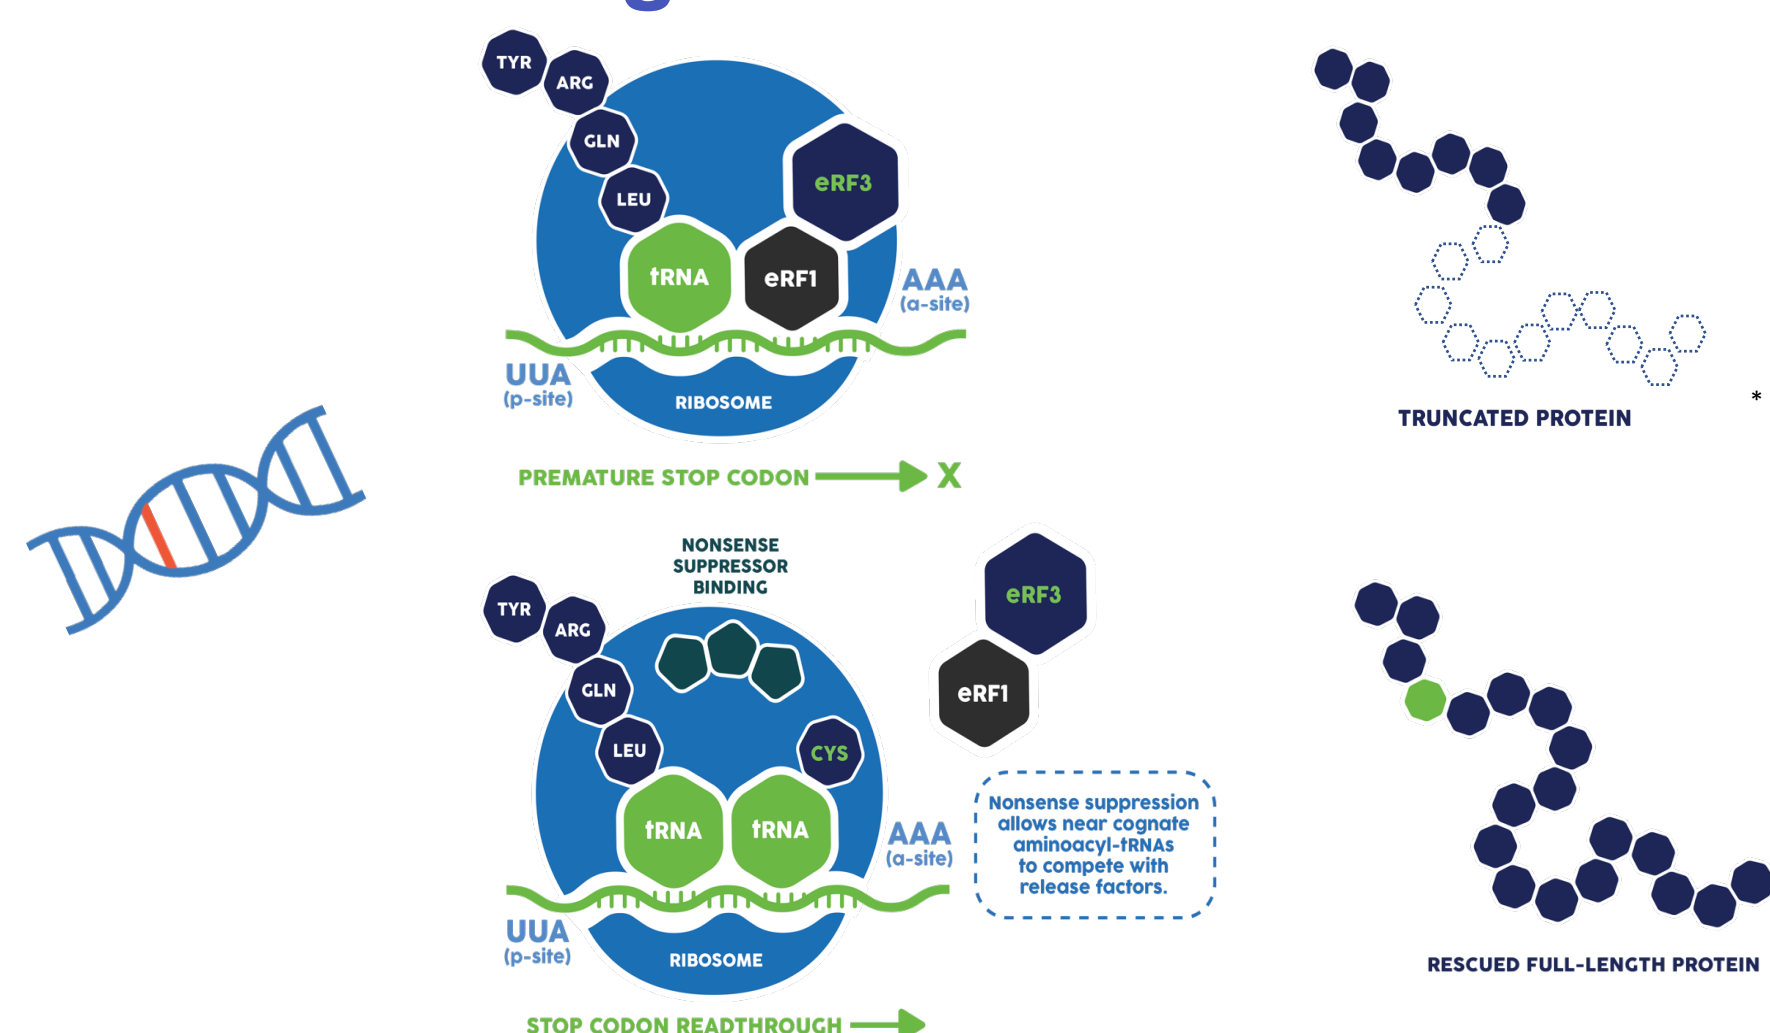 TYR
ARG
GLN
LEU
eRF3
tRNA
eRF1
AAA
(a-site)
UUA
(p-site)
RIBOSOME
PREMATURE STOP CODON
X
*
TRUNCATED PROTEIN
NONSENSE
SUPPRESSOR
BINDING
TYR
ARG
GLN
LEU
CYS
tRNA
tRNA
eRF3
eRF1
AAA
(a-site)
Nonsense suppression
allows near cognate
aminoacyl-tRNAs
to compete with
release factors.
UUA
(p-site)
RIBOSOME
STOP CODON READTHROUGH
RESCUED FULL-LENGTH PROTEIN